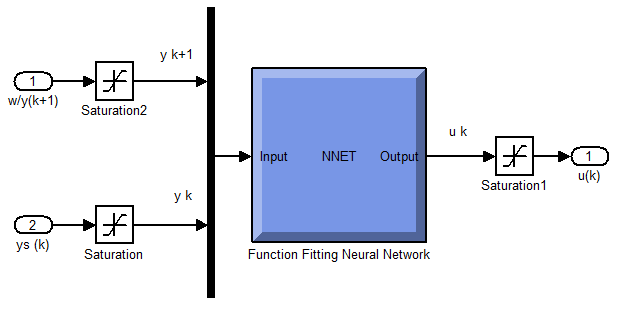 y k+1
1
w/y(k+1)
Saturation2
u k
Input
NNET
Output
1
Saturation1
u(k)
y k
2
ys (k)
Saturation
Function Fitting Neural Network